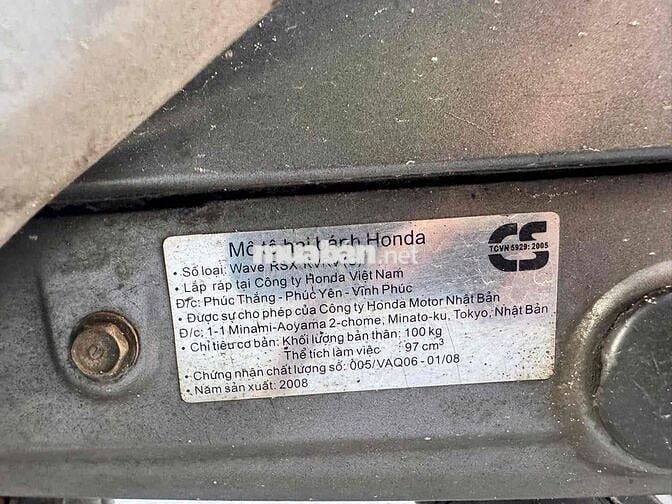 Mô tô hai bánh Honda
CS
TCVN 5929: 2005
• Số loại: Wave RSX
• Lắp ráp tại Công ty Honda Việt Nam
Đ/c: Phúc Thắng - Phúc Yên - Vĩnh Phúc
• Được sự cho phép của Công ty Honda Motor Nhật Bản
Đ/c: 1-1 Minami-Aoyama 2-chome, Minato-ku, Tokyo, Nhật Bản
• Chỉ tiêu cơ bản: Khối lượng bản thân: 100 kg
Thể tích làm việc : 97 cm³
• Chứng nhận chất lượng số: 005/VAQ06 - 01/08
• Năm sản xuất: 2008
muaban.net